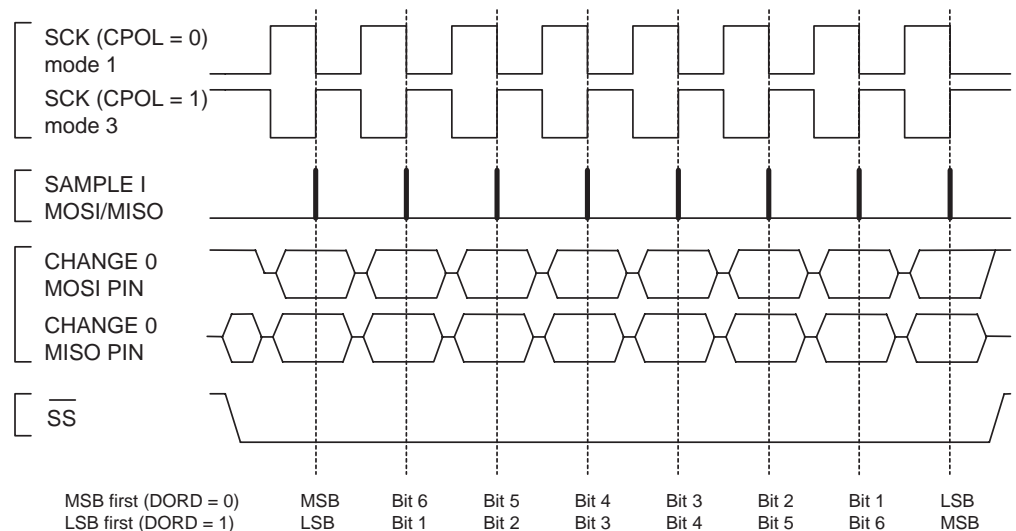 SCK (CPOL = 0)
mode 1
SCK (CPOL = 1)
mode 3
SAMPLE I
MOSI/MISO
CHANGE 0
MOSI PIN
CHANGE 0
MISO PIN
SS
MSB first (DORD = 0) MSB Bit 6 Bit 5 Bit 4 Bit 3 Bit 2 Bit 1 LSB
LSB first (DORD = 1) LSB Bit 1 Bit 2 Bit 3 Bit 4 Bit 5 Bit 6 MSB